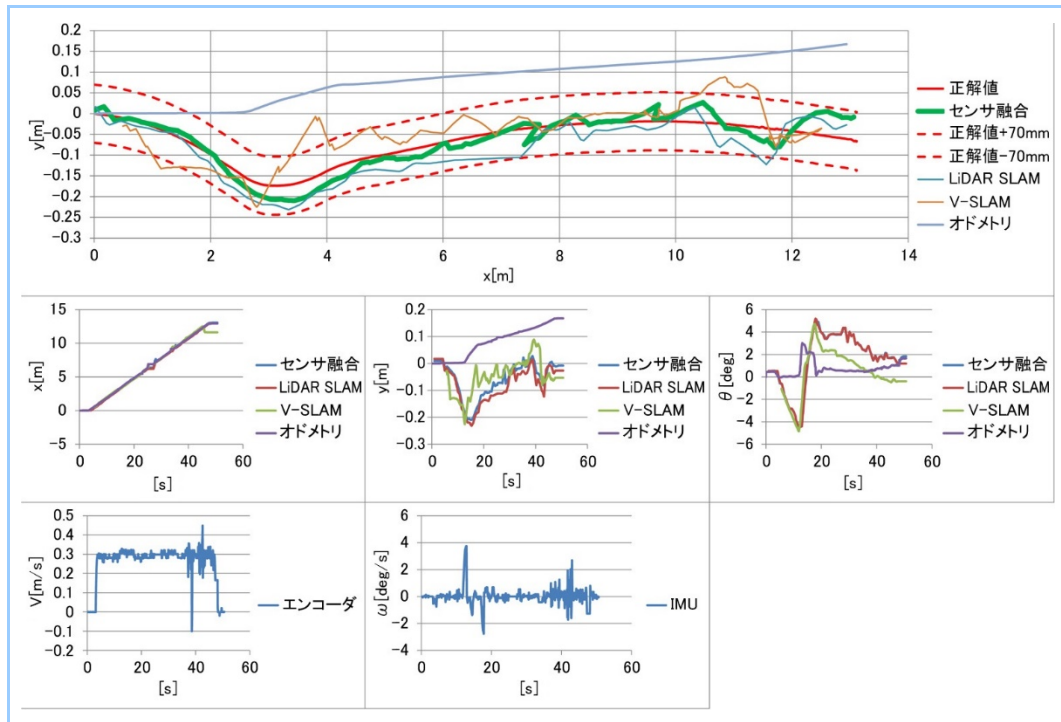 0.2
0.15
0.1
0.05
0
-0.05
-0.1
-0.15
-0.2
-0.25
-0.3
y[m]
0 2 4 6 8 10 12 14
x[m]
正解値
センサ融合
正解値+70mm
正解値-70mm
LiDAR SLAM
V-SLAM
オドメトリ
15
10
5
0
-5
x[m]
0 20 40 60
[s]
センサ融合
LiDAR SLAM
V-SLAM
オドメトリ
0.2
0.1
0
-0.1
-0.2
-0.3
y[m]
0 20 40 60
[s]
センサ融合
LiDAR SLAM
V-SLAM
オドメトリ
6
4
2
0
-2
-4
-6
θ[deg]
0 20 40 60
[s]
センサ融合
LiDAR SLAM
V-SLAM
オドメトリ
0.5
0.4
0.3
0.2
0.1
0
-0.1
-0.2
V[m/s]
0 20 40 60
[s]
エンコーダ
6
4
2
0
-2
-4
ω[deg/s]
0 20 40 60
[s]
IMU